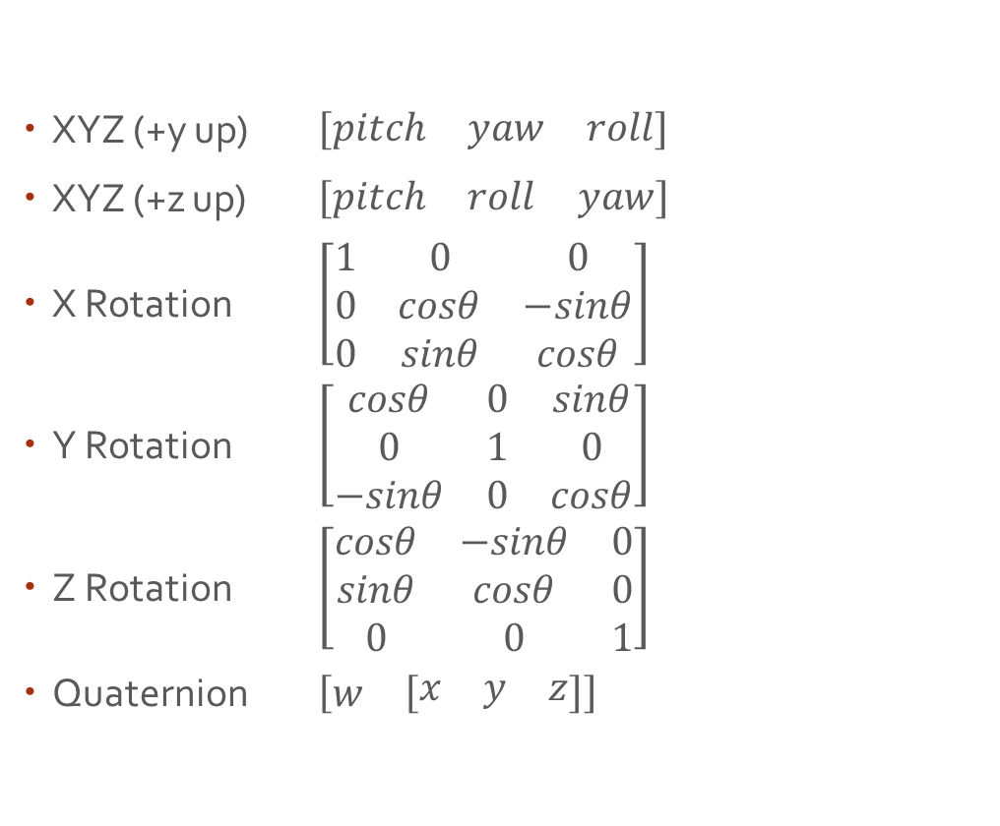 • XYZ (+y up) [pitch yaw roll]
• XYZ (+z up) [pitch roll yaw]
• X Rotation
[1 0 0
0 cosθ −sinθ
0 sinθ cosθ]
• Y Rotation
[cosθ 0 sinθ
0 1 0
−sinθ 0 cosθ]
• Z Rotation
[cosθ −sinθ 0
sinθ cosθ 0
0 0 1]
• Quaternion [w [x y z]]